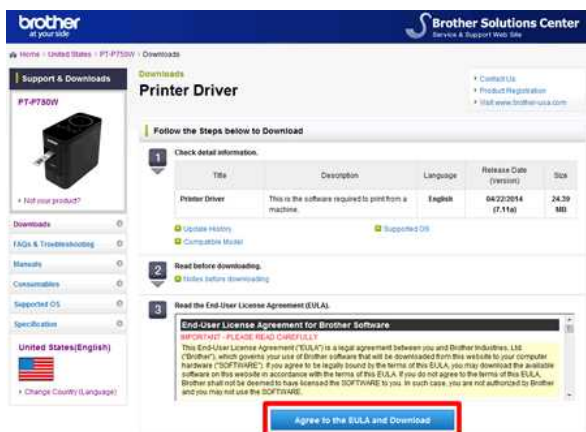 brother
at your side
Brother Solutions Center
Service & Support Web Site
Home > United States > PT-P750W > Downloads
Support & Downloads
PT-P750W
Not your product?
Downloads
FAQs & Troubleshooting
Manuals
Consumables
Supported OS
Specification
United States(English)
Change Country (Language)
Downloads
Printer Driver
Contact Us
Product Registration
Visit www.brother-usa.com
Follow the Steps below to Download
1
Check detail information.
Title Description Language Release Date (Version) Size
Printer Driver This is the software required to print from a machine. English 04/22/2014 (7.11a) 24.39 MB
Update History
Supported OS
Compatible Model
2
Read before downloading.
Notes before downloading
3
Read the End-User License Agreement (EULA).
End-User License Agreement for Brother Software
IMPORTANT - PLEASE READ CAREFULLY
This End-User License Agreement ("EULA") is a legal agreement between you and Brother Industries, Ltd.
("Brother"), which governs your use of Brother software that will be downloaded from this website to your computer
hardware ("SOFTWARE"). If you agree to be legally bound by the terms of this EULA, you may download the available
software on this website in accordance with the terms of this EULA. If you do not agree to the terms of this EULA,
Brother shall not be deemed to have licensed the SOFTWARE to you. In such case, you are not authorized by Brother
and you may not use the SOFTWARE.
Agree to the EULA and Download